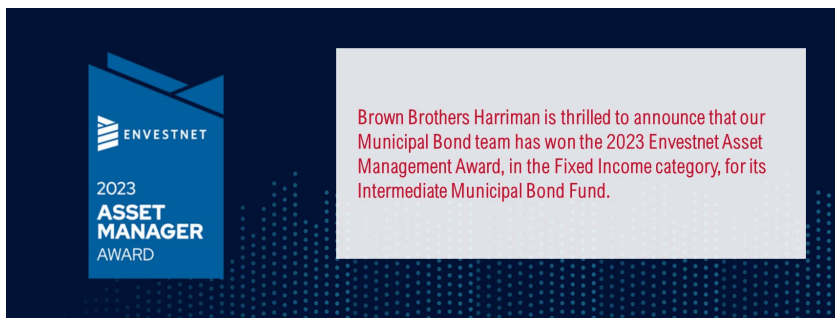 ENVESTNET
2023
ASSET
MANAGER
AWARD
Brown Brothers Harriman is thrilled to announce that our
Municipal Bond team has won the 2023 Envestnet Asset
Management Award, in the Fixed Income category, for its
Intermediate Municipal Bond Fund.